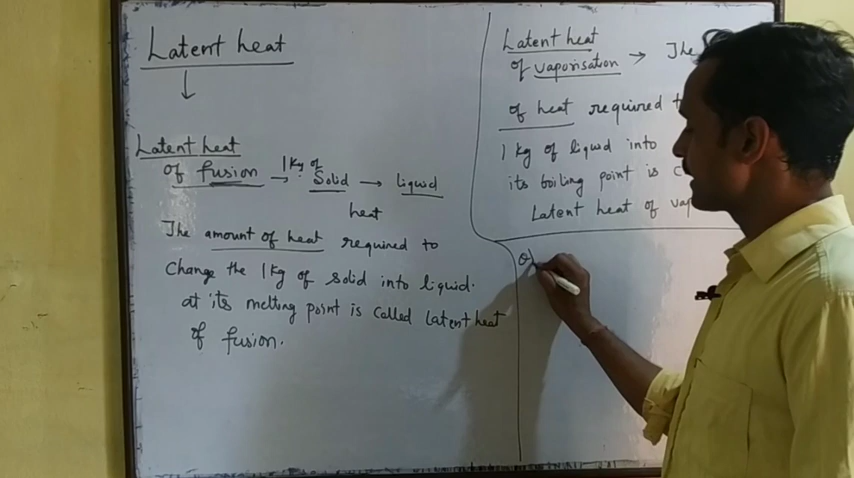 Latent heat
Latent heat
of fusion → 1 Kg of Solid → liquid
heat
The amount of heat required to
Change the 1 Kg of solid into liquid.
at its melting point is called latent heat
of fusion.
Latent heat
of vaporisation → The
of heat required
1 kg of liquid into
its boiling point is
Latent heat of